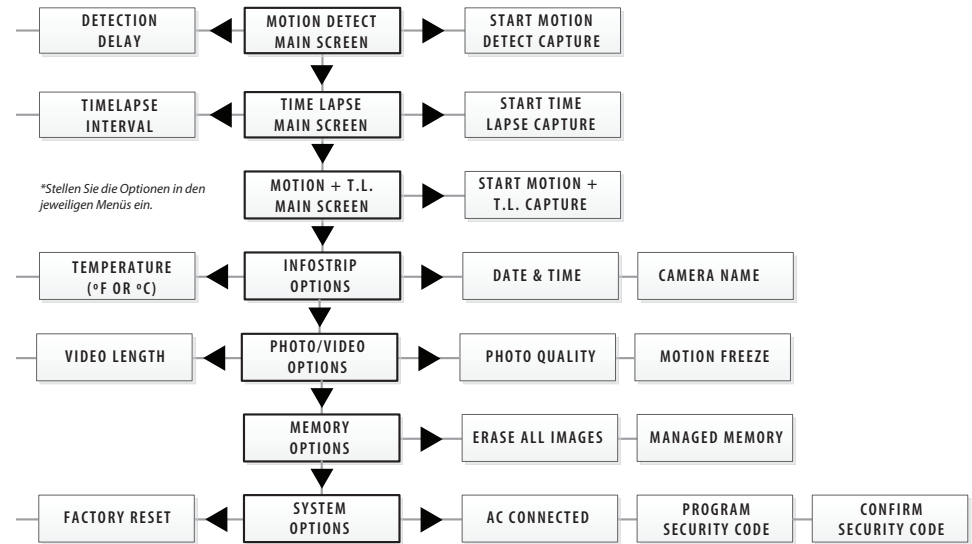 DETECTION
DELAY
MOTION DETECT
MAIN SCREEN
START MOTION
DETECT CAPTURE
TIMELAPSE
INTERVAL
TIME LAPSE
MAIN SCREEN
START TIME
LAPSE CAPTURE
*Stellen Sie die Optionen in den
jeweiligen Menüs ein.
MOTION + T.L.
MAIN SCREEN
START MOTION +
T.L. CAPTURE
TEMPERATURE
(ºF OR ºC)
INFOSTRIP
OPTIONS
DATE & TIME
CAMERA NAME
VIDEO LENGTH
PHOTO/VIDEO
OPTIONS
PHOTO QUALITY
MOTION FREEZE
MEMORY
OPTIONS
ERASE ALL IMAGES
MANAGED MEMORY
FACTORY RESET
SYSTEM
OPTIONS
AC CONNECTED
PROGRAM
SECURITY CODE
CONFIRM
SECURITY CODE